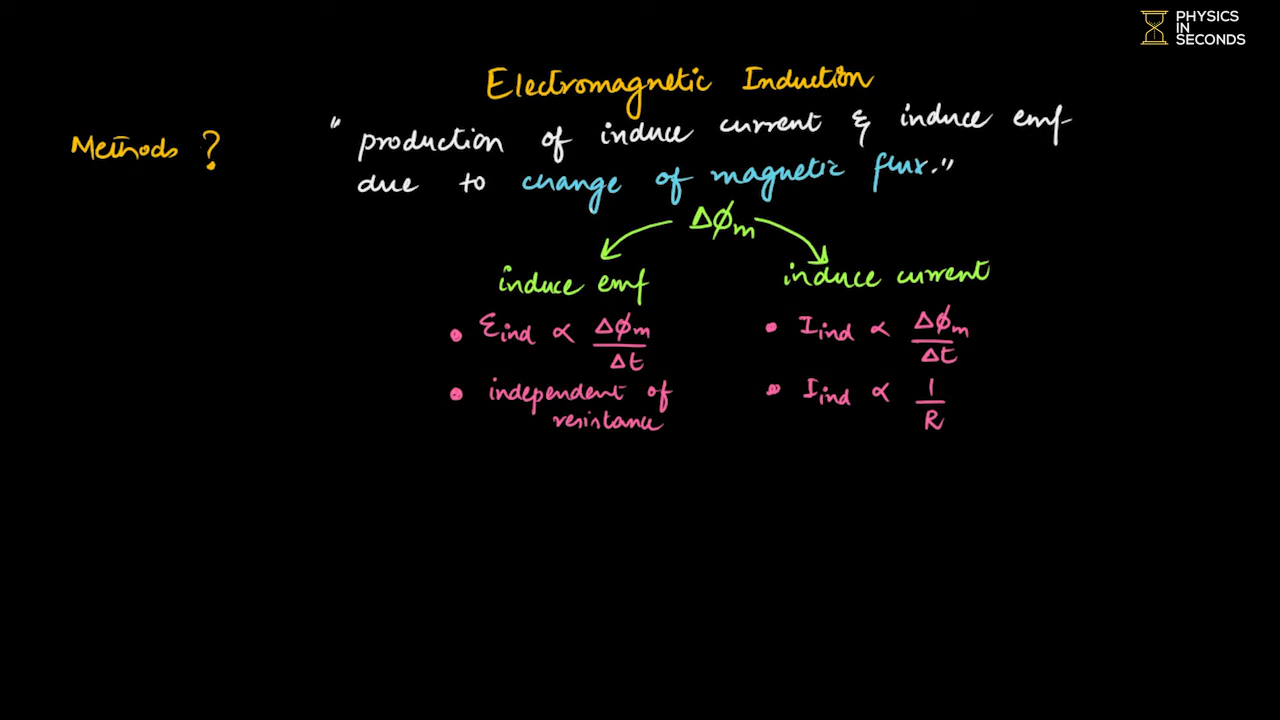 PHYSICS
IN
SECONDS
Electromagnetic Induction
Methods ?
" production of induce current & induce emf
due to change of magnetic flux."
Δϕm
induce emf
induce current
• Ɛind ∝ Δϕm/Δt
• Iind ∝ Δϕm/Δt
• independent of
resistance
• Iind ∝ 1/R